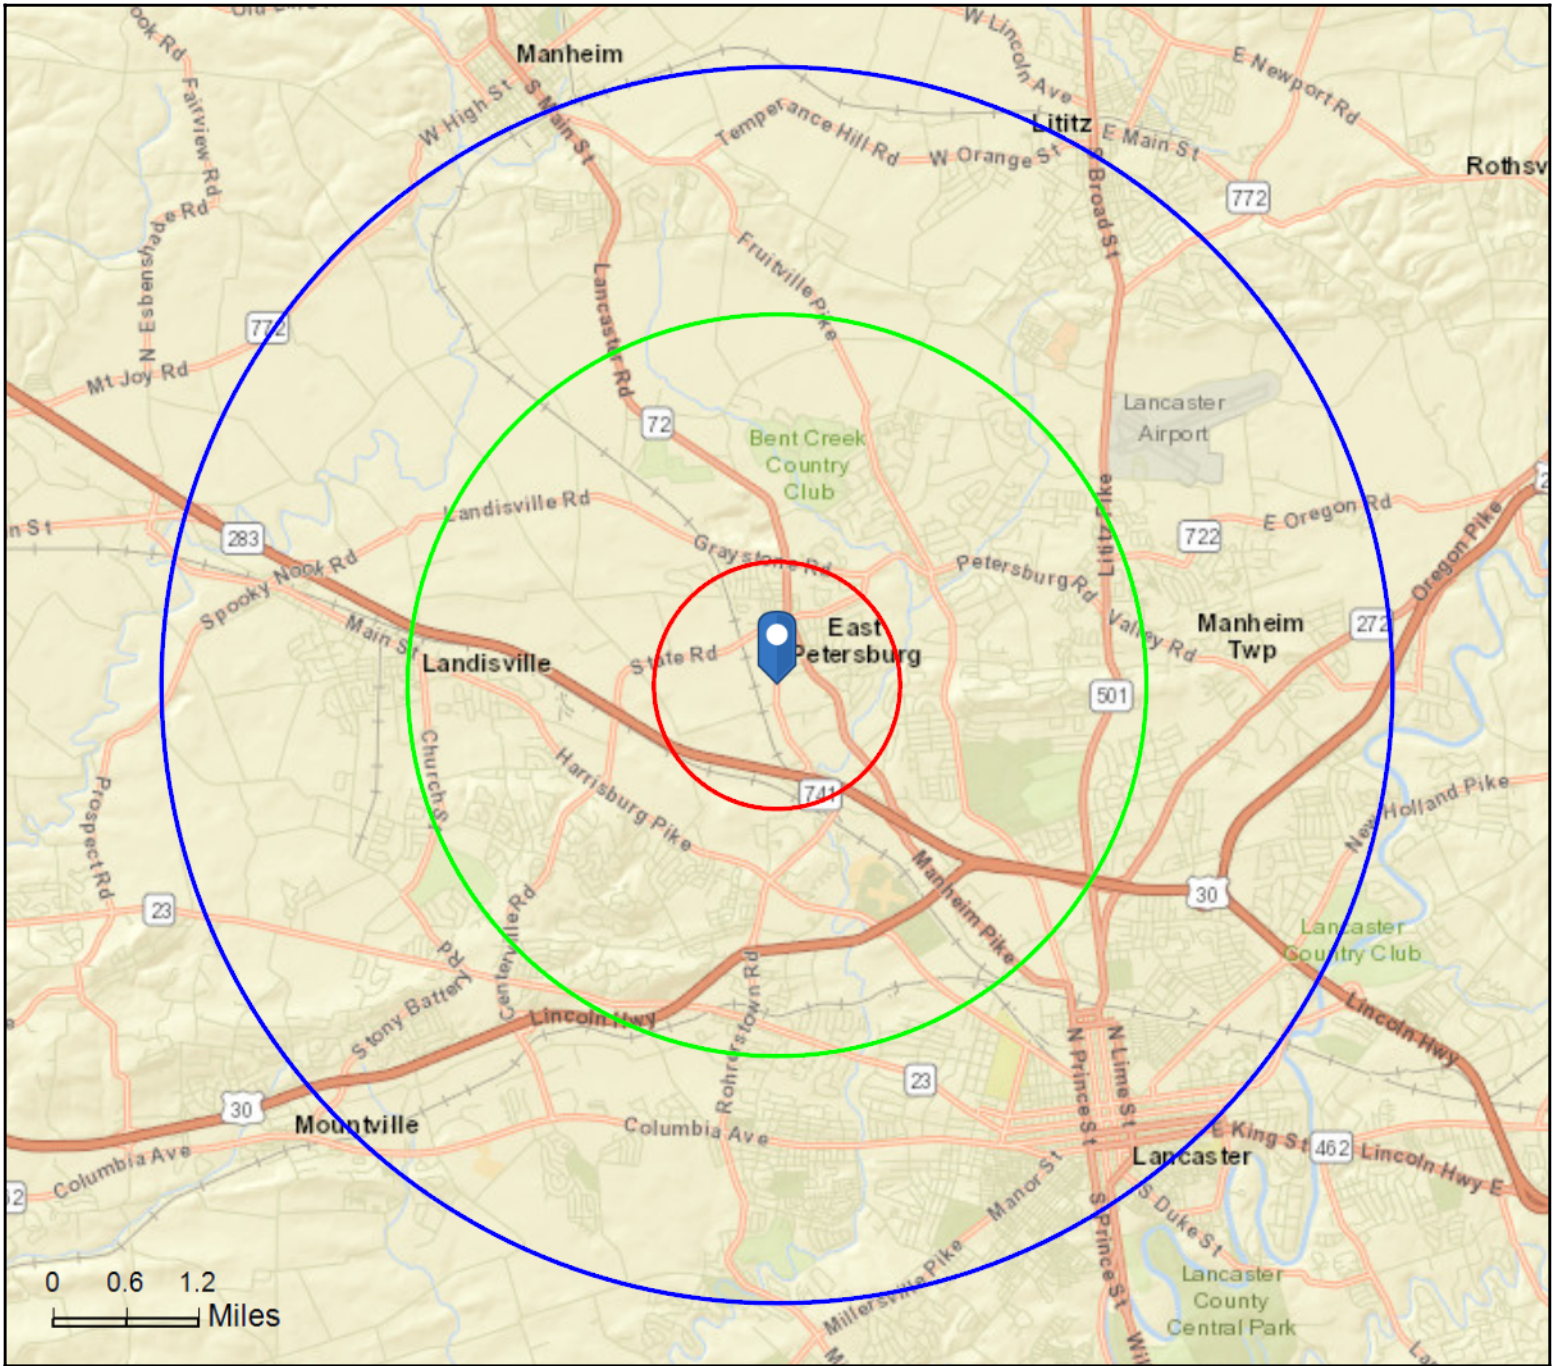 Manheim
W Lincoln Ave
E Newport Rd
Fairview Rd
W High St
S Main St
Temperance Hill Rd
W Orange St
Lititz
E Main St
Rothsv
772
S Broad St
N Esbenshade Rd
Fruitville Pike
Lancaster Rd
772
Mt Joy Rd
72
Lancaster
Airport
Bent Creek
Country
Club
Landisville Rd
283
n St
Lititz Pike
722
E Oregon Rd
Oregon Pike
Graystone Rd
Petersburg Rd
Spooky Nook Rd
Main St
Valley Rd
Manheim
Twp
272
East
Petersburg
State Rd
Landisville
501
Church St
Harrisburg Pike
741
New Holland Pike
Prospect Rd
Manheim Pike
30
23
Centerville Rd
Lancaster
Country Club
Stony Battery Rd
Rohrerstown Rd
Lincoln Hwy
Lincoln Hwy
N Prince St
N Lime St
23
30
Mountville
Columbia Ave
Columbia Ave
E King St
462
Lincoln Hwy E
Lancaster
Manor St
S Prince St
S Duke St
Millersville Pike
Lancaster
County
Central Park
0 0.6 1.2
Miles